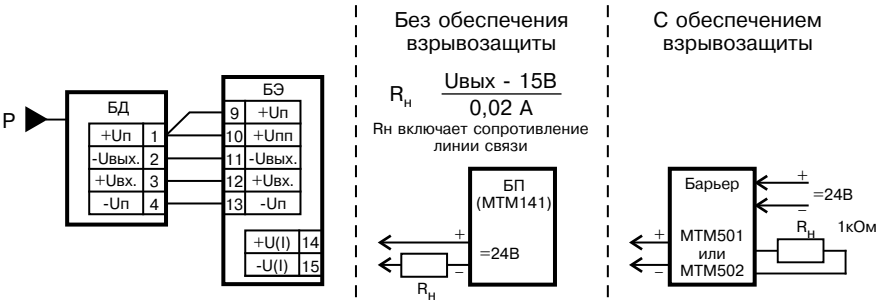 Без обеспечения
взрывозащиты
С обеспечением
взрывозащиты
P
БД
+Uп 1
-Uвых. 2
+Uвх. 3
-Uп 4
БЭ
9 +Uп
10 +Uпп
11 -Uвых.
12 +Uвх.
13 -Uп
+U(I) 14
-U(I) 15
Rн Uвых - 15В
0,02 А
Rн включает сопротивление
линии связи
БП
(МТМ141)
+
=24В
−
Rн
Барьер
+
=24В
−
МТМ501
или
МТМ502
+
−
Rн 1кОм